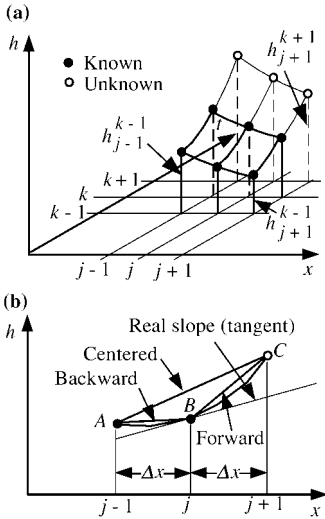 (a)
h
Known
Unknown
h k + 1 j + 1
h k - 1 j - 1
t
k + 1
k
k - 1
h k - 1 j + 1
j - 1 j j + 1 x
(b)
h
Real slope (tangent)
Centered
C
Backward
A B
Forward
Δx Δx
j - 1 j j + 1 x